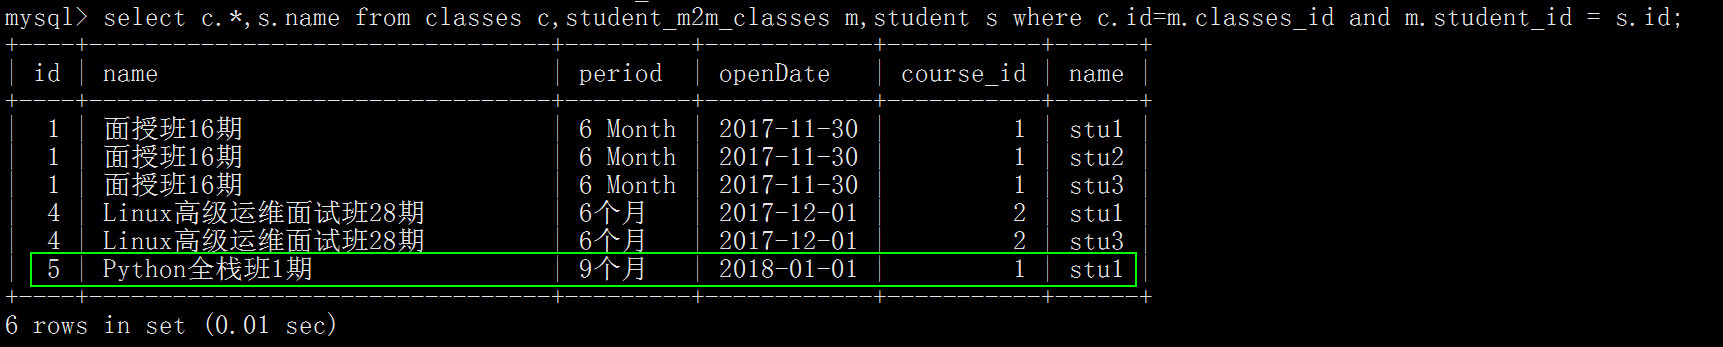 mysql> select c.*,s.name from classes c,student_m2m_classes m,student s where c.id=m.classes_id and m.student_id = s.id;
+----+---------------------------------+----------+------------+-----------+------+
| id | name | period | openDate | course_id | name |
+----+---------------------------------+----------+------------+-----------+------+
| 1 | 面授班16期 | 6 Month | 2017-11-30 | 1 | stu1 |
| 1 | 面授班16期 | 6 Month | 2017-11-30 | 1 | stu2 |
| 1 | 面授班16期 | 6 Month | 2017-11-30 | 1 | stu3 |
| 4 | Linux高级运维面试班28期 | 6个月 | 2017-12-01 | 2 | stu1 |
| 4 | Linux高级运维面试班28期 | 6个月 | 2017-12-01 | 2 | stu3 |
| 5 | Python全栈班1期 | 9个月 | 2018-01-01 | 1 | stu1 |
+----+---------------------------------+----------+------------+-----------+------+
6 rows in set (0.01 sec)